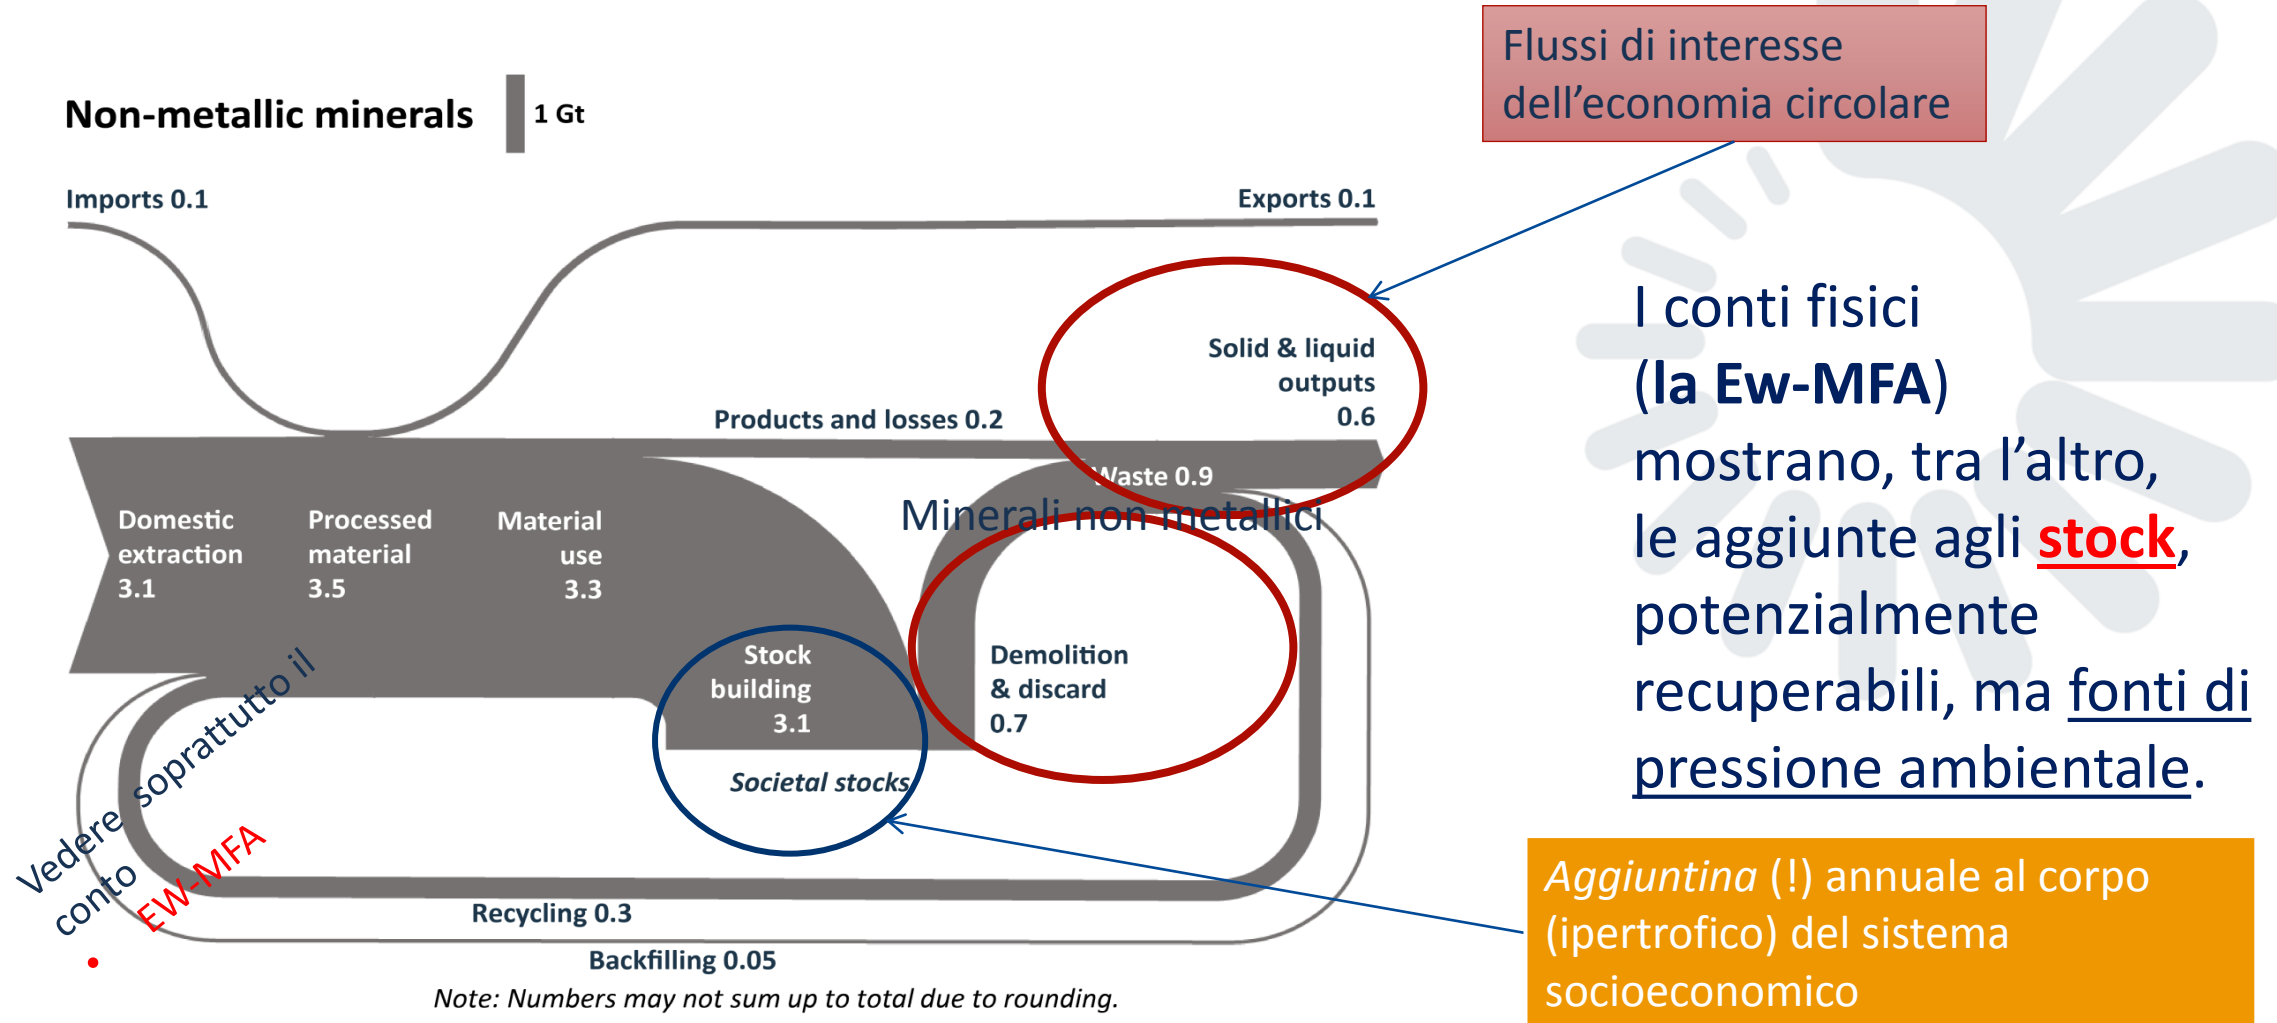 Flussi di interesse
dell’economia circolare
Non-metallic minerals
1 Gt
Imports 0.1
Exports 0.1
Solid & liquid
outputs
0.6
Products and losses 0.2
Waste 0.9
Minerali non metallici
Domestic
extraction
3.1
Processed
material
3.5
Material
use
3.3
Stock
building
3.1
Demolition
& discard
0.7
Societal stocks
Recycling 0.3
Backfilling 0.05
Note: Numbers may not sum up to total due to rounding.
Vedere soprattutto il
conto
• EW-MFA
I conti fisici
(la Ew-MFA)
mostrano, tra l’altro,
le aggiunte agli stock,
potenzialmente
recuperabili, ma fonti di
pressione ambientale.
Aggiuntina (!) annuale al corpo
(ipertrofico) del sistema
socioeconomico